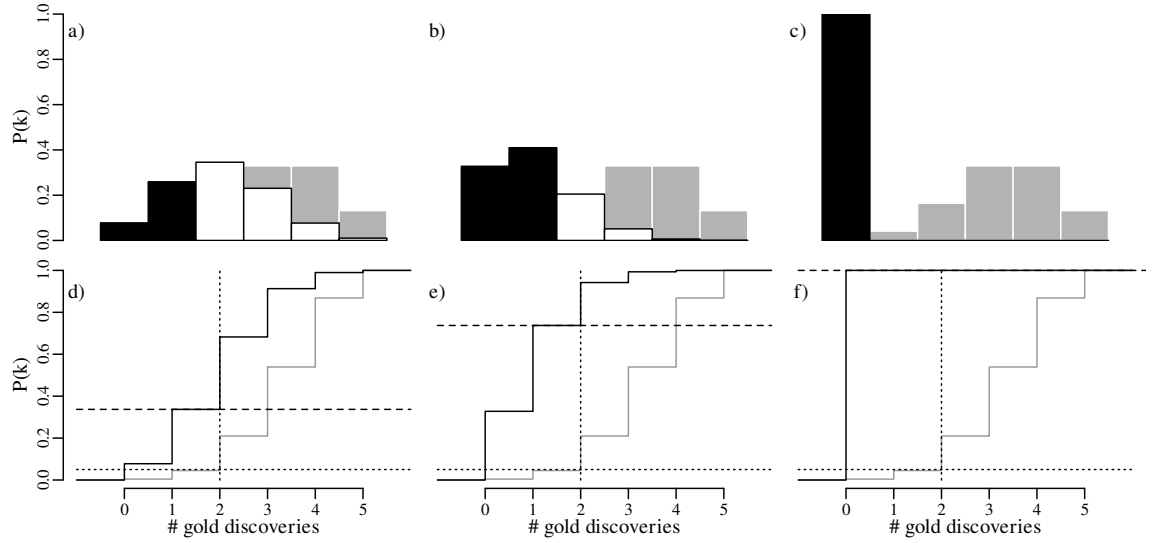 a) b) c)
P(k)
0.0 0.2 0.4 0.6 0.8 1.0
d) e) f)
P(k)
0.0 0.2 0.4 0.6 0.8 1.0
0 1 2 3 4 5 0 1 2 3 4 5 0 1 2 3 4 5
# gold discoveries # gold discoveries # gold discoveries